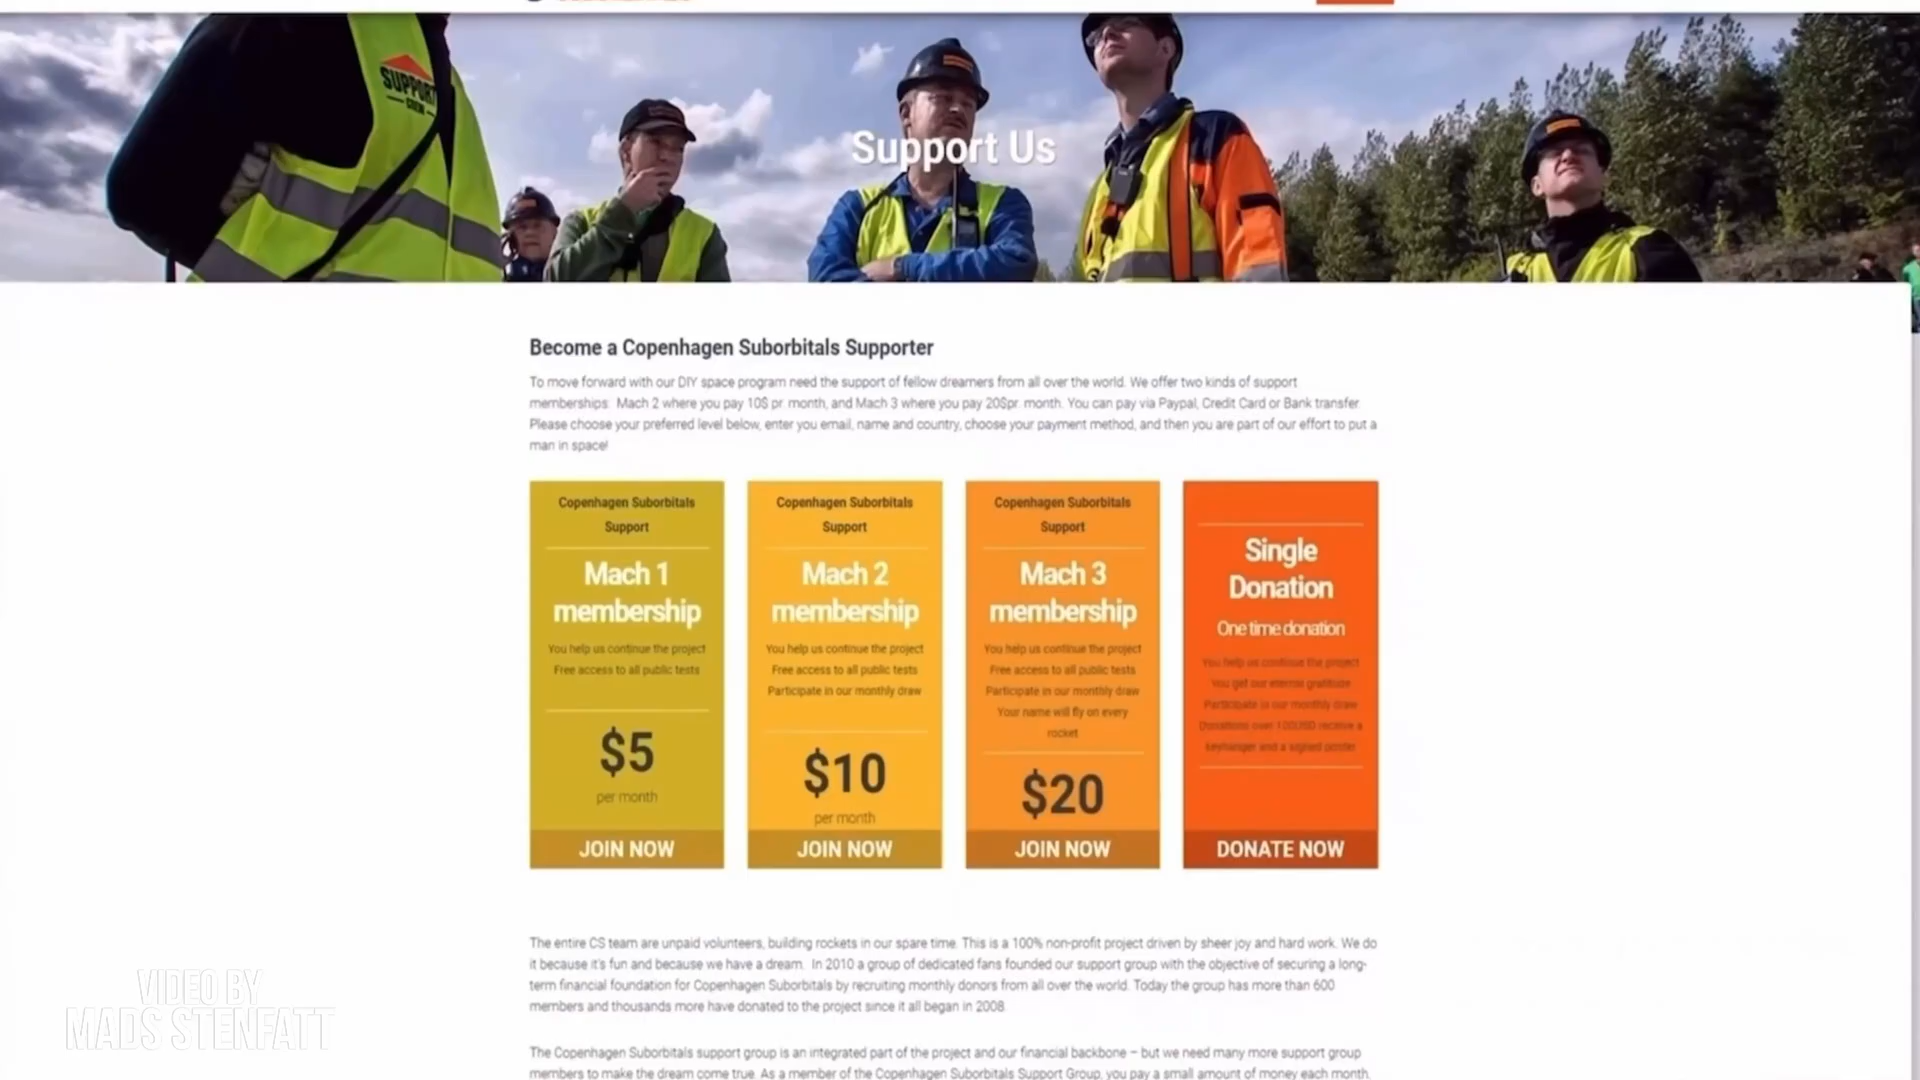 SUPPORT
CREW
Support Us
Become a Copenhagen Suborbitals Supporter
To move forward with our DIY space program need the support of fellow dreamers from all over the world. We offer two kinds of support
memberships: Mach 2 where you pay 10$ pr. month, and Mach 3 where you pay 20$pr. month. You can pay via Paypal, Credit Card or Bank transfer.
Please choose your preferred level below, enter you email, name and country, choose your payment method, and then you are part of our effort to put a
man in space!
Copenhagen Suborbitals
Support
Mach 1
membership
You help us continue the project
Free access to all public tests
$5
per month
JOIN NOW
Copenhagen Suborbitals
Support
Mach 2
membership
You help us continue the project
Free access to all public tests
Participate in our monthly draw
$10
per month
JOIN NOW
Copenhagen Suborbitals
Support
Mach 3
membership
You help us continue the project
Free access to all public tests
Participate in our monthly draw
Your name will fly on every
rocket
$20
JOIN NOW
Single
Donation
One time donation
You help us continue the project
You get our eternal gratitude
Participate in our monthly draw
Donations over 100USD receive a
keyhanger and a signed poster
DONATE NOW
The entire CS team are unpaid volunteers, building rockets in our spare time. This is a 100% non-profit project driven by sheer joy and hard work. We do
it because it's fun and because we have a dream. In 2010 a group of dedicated fans founded our support group with the objective of securing a long-
term financial foundation for Copenhagen Suborbitals by recruiting monthly donors from all over the world. Today the group has more than 600
members and thousands more have donated to the project since it all began in 2008
The Copenhagen Suborbitals support group is an integrated part of the project and our financial backbone – but we need many more support group
members to make the dream come true. As a member of the Copenhagen Suborbitals Support Group, you pay a small amount of money each month.
VIDEO BY
MADS STENFATT